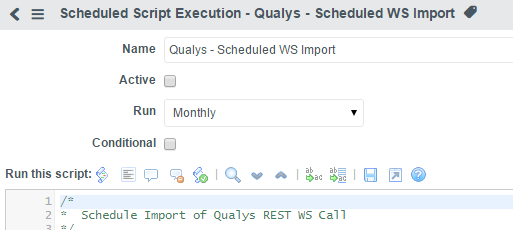 Scheduled Script Execution - Qualys - Scheduled WS Import
Name Qualys - Scheduled WS Import
Active
Run Monthly
Conditional
Run this script:
1 /*
2 * Schedule Import of Qualys REST WS Call
3 */